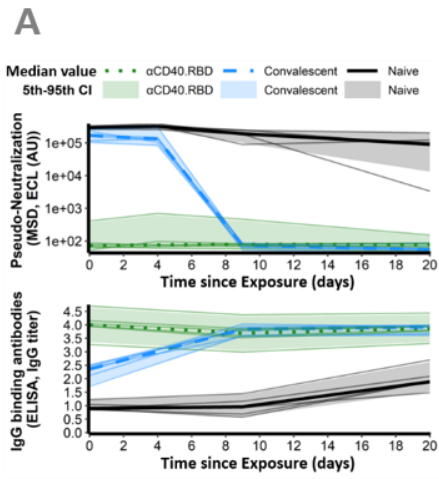 A
Median value αCD40.RBD Convalescent Naive
5th-95th CI αCD40.RBD Convalescent Naive
Pseudo-Neutralization
(MSD, ECL (AU))
1e+05
1e+04
1e+03
1e+02
0 2 4 6 8 10 12 14 16 18 20
Time since Exposure (days)
IgG binding antibodies
(ELISA, IgG titer)
4.5
4.0
3.5
3.0
2.5
2.0
1.5
1.0
0.5
0.0
0 2 4 6 8 10 12 14 16 18 20
Time since Exposure (days)